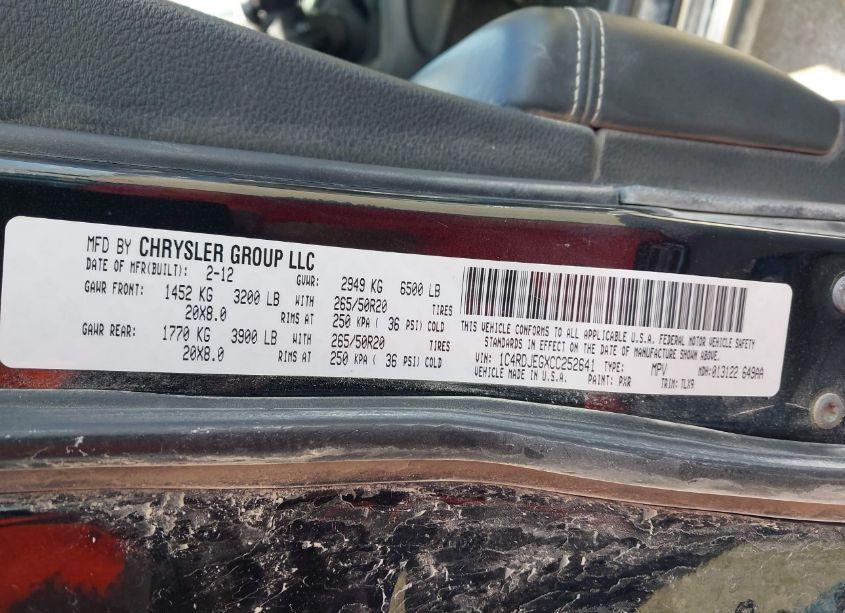 MFD BY CHRYSLER GROUP LLC
DATE OF MFR(BUILT): 2-12 GVWR: 2949 KG 6500 LB
GAWR FRONT: 1452 KG 3200 LB WITH 265/50R20 TIRES
20X8.0 RIMS AT 250 KPA ( 36 PSI) COLD
GAWR REAR: 1770 KG 3900 LB WITH 265/50R20 TIRES
20X8.0 RIMS AT 250 KPA ( 36 PSI) COLD
THIS VEHICLE CONFORMS TO ALL APPLICABLE U.S.A. FEDERAL MOTOR VEHICLE SAFETY
STANDARDS IN EFFECT ON THE DATE OF MANUFACTURE SHOWN ABOVE.
VIN: 1C4RDJEGXCC252641 TYPE: MPV MDH: 013122 649AA
VEHICLE MADE IN U.S.A. PAINT: PXR TRIM: TLX9